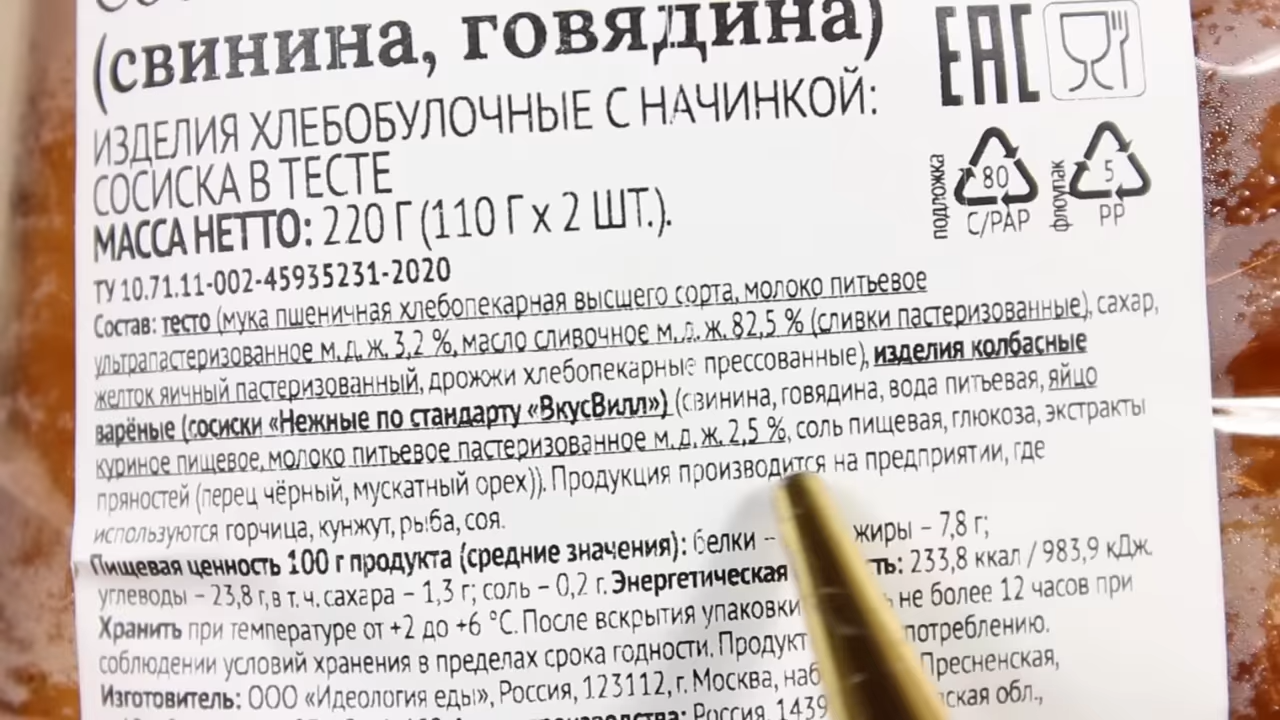 (свинина, говядина)
ИЗДЕЛИЯ ХЛЕБОБУЛОЧНЫЕ С НАЧИНКОЙ:
СОСИСКА В ТЕСТЕ
МАССА НЕТТО: 220 Г (110 Г х 2 ШТ.).
ТУ 10.71.11-002-45935231-2020
Состав: тесто (мука пшеничная хлебопекарная высшего сорта, молоко питьевое
ультрапастеризованное м. д. ж. 3,2 %, масло сливочное м. д. ж. 82,5 % (сливки пастеризованные), сахар,
желток яичный пастеризованный, дрожжи хлебопекарные прессованные), изделия колбасные
варёные (сосиски «Нежные по стандарту «ВкусВилл») (свинина, говядина, вода питьевая, яйцо
куриное пищевое, молоко питьевое пастеризованное м. д. ж. 2,5 %, соль пищевая, глюкоза, экстракты
пряностей (перец чёрный, мускатный орех)). Продукция производится на предприятии, где
используются горчица, кунжут, рыба, соя.
Пищевая ценность 100 г продукта (средние значения): белки – жиры – 7,8 г;
углеводы – 23,8 г, в т. ч. сахара – 1,3 г; соль – 0,2 г. Энергетическая 233,8 ккал / 983,9 кДж.
Хранить при температуре от +2 до +6 °С. После вскрытия упаковки не более 12 часов при
соблюдении условий хранения в пределах срока годности. Продукт потреблению.
Изготовитель: ООО «Идеология еды», Россия, 123112, г. Москва, Пресненская,
Россия, обл.,
EAC
подложка
80
C/PAP
флоупак
5
PP